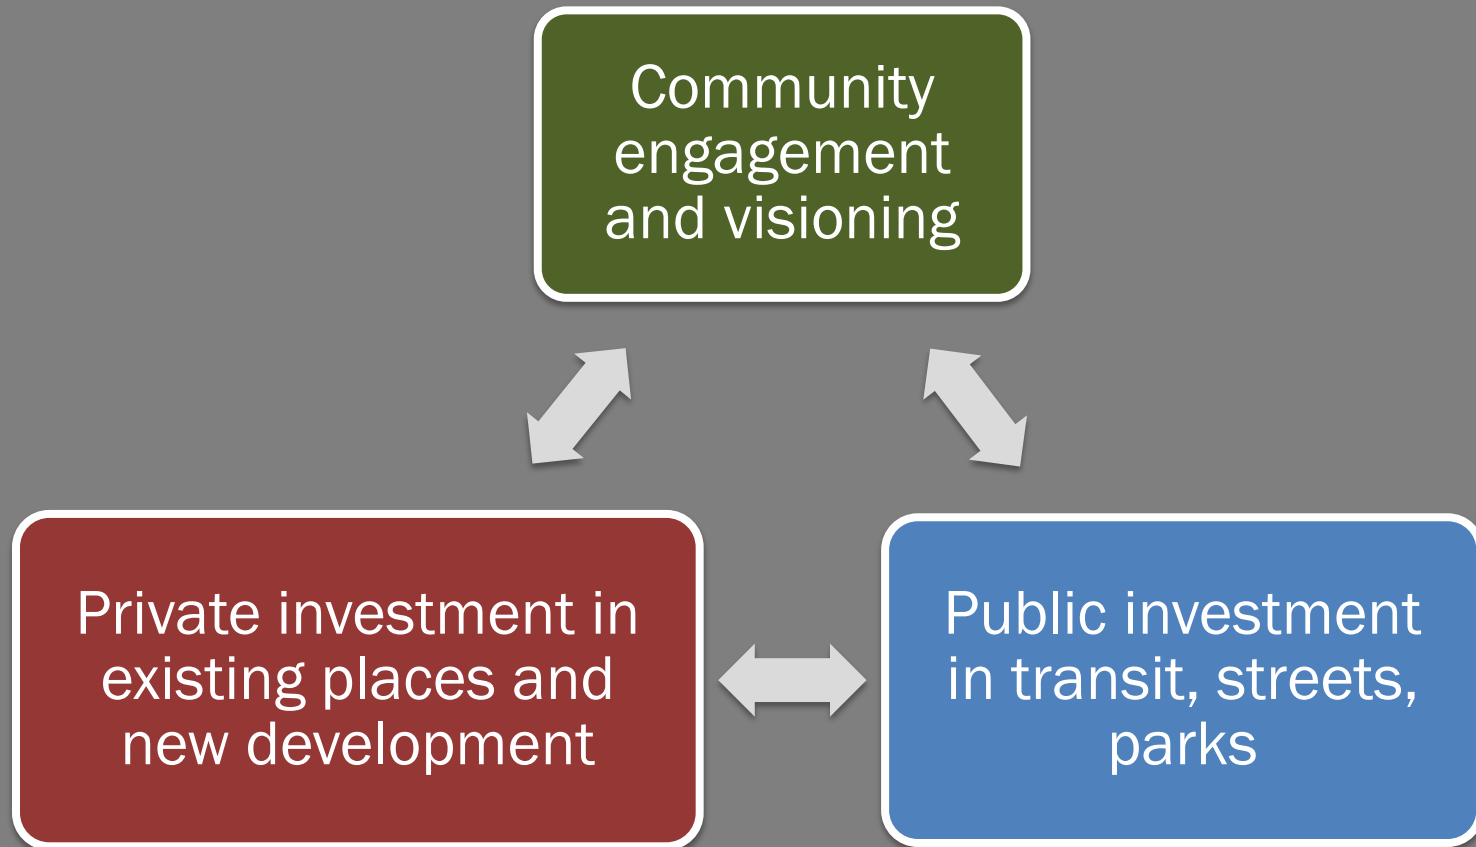 Community
engagement
and visioning
Private investment in
existing places and
new development
Public investment
in transit, streets,
parks